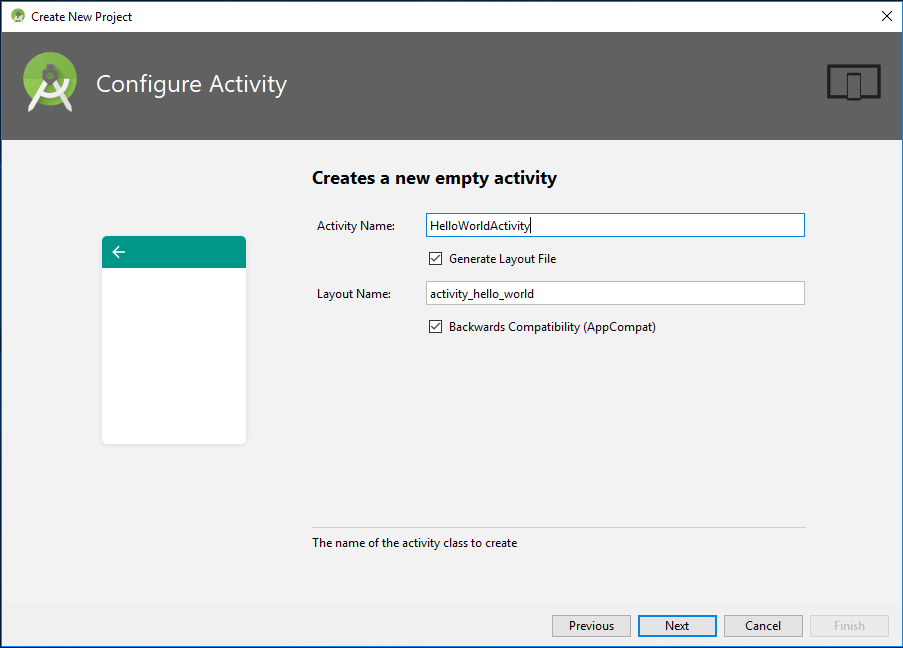 Create New Project
Configure Activity
Creates a new empty activity
Activity Name: HelloWorldActivity
Generate Layout File
Layout Name: activity_hello_world
Backwards Compatibility (AppCompat)
The name of the activity class to create
Previous Next Cancel Finish